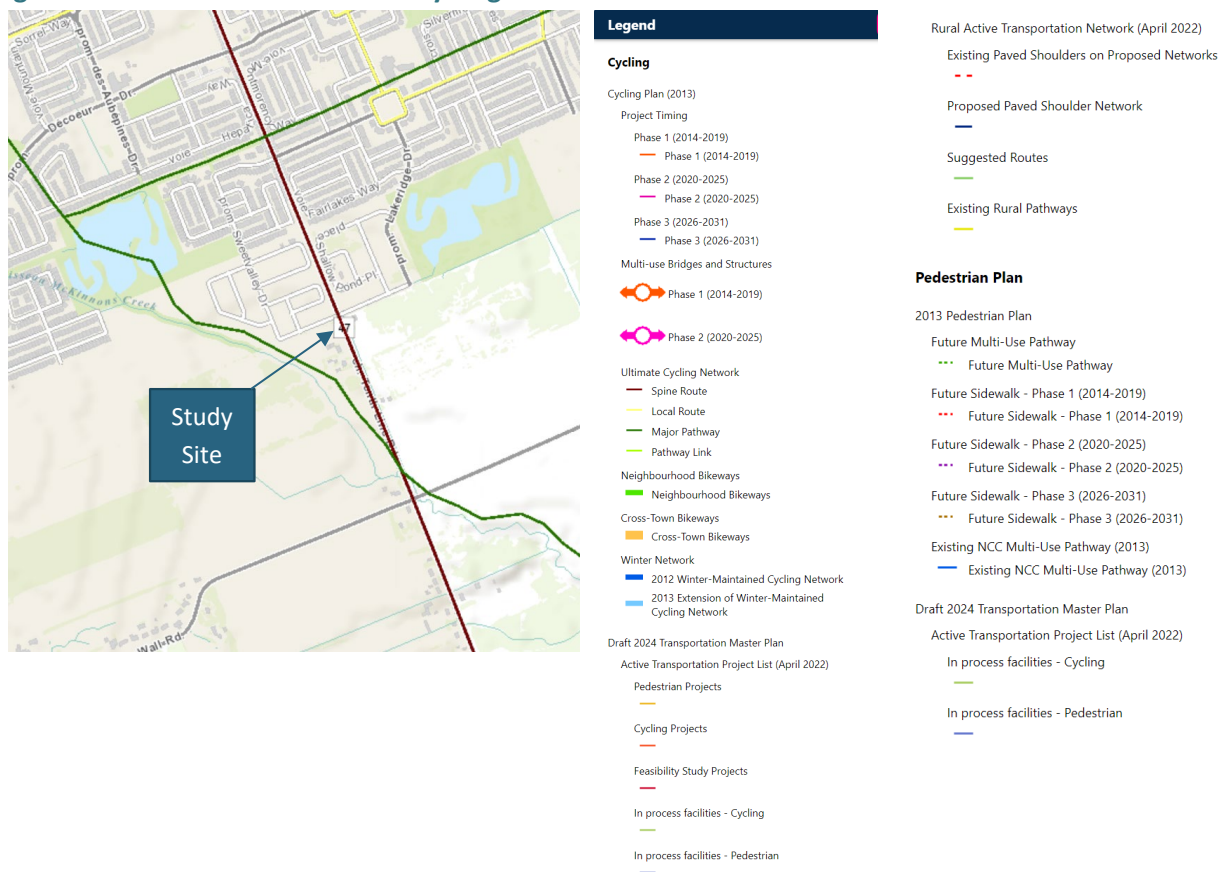 Sorrel-Way
voie Mountain
prom-des-Aubépines-Dr
Decoeur-Dr
Way
Hepa
Way
Voie
voie
Fairlakes Way
prom
Sweetvalley-Dr
place
Shallow
Pond-Pl
Lakeridge-Dr
prom
McKinnons Creek
47
Study
Site
Wall-Rd
Legend
Cycling
Cycling Plan (2013)
Project Timing
Phase 1 (2014-2019)
Phase 1 (2014-2019)
Phase 2 (2020-2025)
Phase 2 (2020-2025)
Phase 3 (2026-2031)
Phase 3 (2026-2031)
Multi-use Bridges and Structures
Phase 1 (2014-2019)
Phase 2 (2020-2025)
Ultimate Cycling Network
Spine Route
Local Route
Major Pathway
Pathway Link
Neighbourhood Bikeways
Neighbourhood Bikeways
Cross-Town Bikeways
Cross-Town Bikeways
Winter Network
2012 Winter-Maintained Cycling Network
2013 Extension of Winter-Maintained
Cycling Network
Draft 2024 Transportation Master Plan
Active Transportation Project List (April 2022)
Pedestrian Projects
Cycling Projects
Feasibility Study Projects
In process facilities - Cycling
In process facilities - Pedestrian
Rural Active Transportation Network (April 2022)
Existing Paved Shoulders on Proposed Networks
Proposed Paved Shoulder Network
Suggested Routes
Existing Rural Pathways
Pedestrian Plan
2013 Pedestrian Plan
Future Multi-Use Pathway
Future Multi-Use Pathway
Future Sidewalk - Phase 1 (2014-2019)
Future Sidewalk - Phase 1 (2014-2019)
Future Sidewalk - Phase 2 (2020-2025)
Future Sidewalk - Phase 2 (2020-2025)
Future Sidewalk - Phase 3 (2026-2031)
Future Sidewalk - Phase 3 (2026-2031)
Existing NCC Multi-Use Pathway (2013)
Existing NCC Multi-Use Pathway (2013)
Draft 2024 Transportation Master Plan
Active Transportation Project List (April 2022)
In process facilities - Cycling
In process facilities - Pedestrian